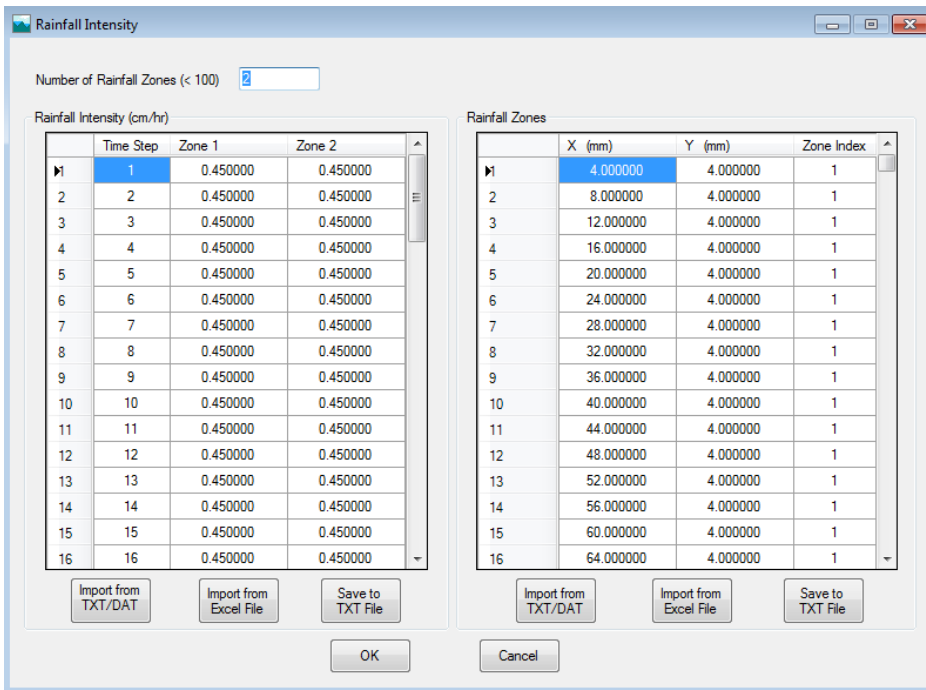 Rainfall Intensity
Number of Rainfall Zones (< 100) 2
Rainfall Intensity (cm/hr)
Time Step Zone 1 Zone 2
1 1 0.450000 0.450000
2 2 0.450000 0.450000
3 3 0.450000 0.450000
4 4 0.450000 0.450000
5 5 0.450000 0.450000
6 6 0.450000 0.450000
7 7 0.450000 0.450000
8 8 0.450000 0.450000
9 9 0.450000 0.450000
10 10 0.450000 0.450000
11 11 0.450000 0.450000
12 12 0.450000 0.450000
13 13 0.450000 0.450000
14 14 0.450000 0.450000
15 15 0.450000 0.450000
16 16 0.450000 0.450000
Import from
TXT/DAT
Import from
Excel File
Save to
TXT File
Rainfall Zones
X (mm) Y (mm) Zone Index
1 4.000000 4.000000 1
2 8.000000 4.000000 1
3 12.000000 4.000000 1
4 16.000000 4.000000 1
5 20.000000 4.000000 1
6 24.000000 4.000000 1
7 28.000000 4.000000 1
8 32.000000 4.000000 1
9 36.000000 4.000000 1
10 40.000000 4.000000 1
11 44.000000 4.000000 1
12 48.000000 4.000000 1
13 52.000000 4.000000 1
14 56.000000 4.000000 1
15 60.000000 4.000000 1
16 64.000000 4.000000 1
Import from
TXT/DAT
Import from
Excel File
Save to
TXT File
OK
Cancel